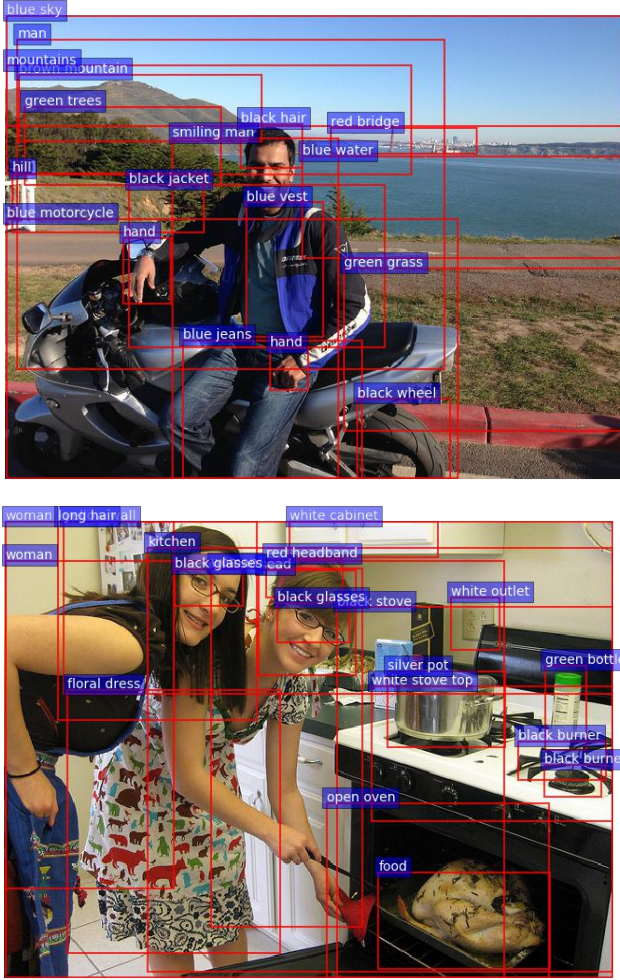 blue sky
man
mountains
brown mountain
green trees
black hair
red bridge
smiling man
blue water
hill
black jacket
blue vest
blue motorcycle
hand
green grass
blue jeans
hand
black wheel
woman
long hair
white cabinet
woman
kitchen
red headband
black glasses
black glasses
black stove
white outlet
silver pot
green bottle
white stove top
floral dress
black burner
black burne
open oven
food